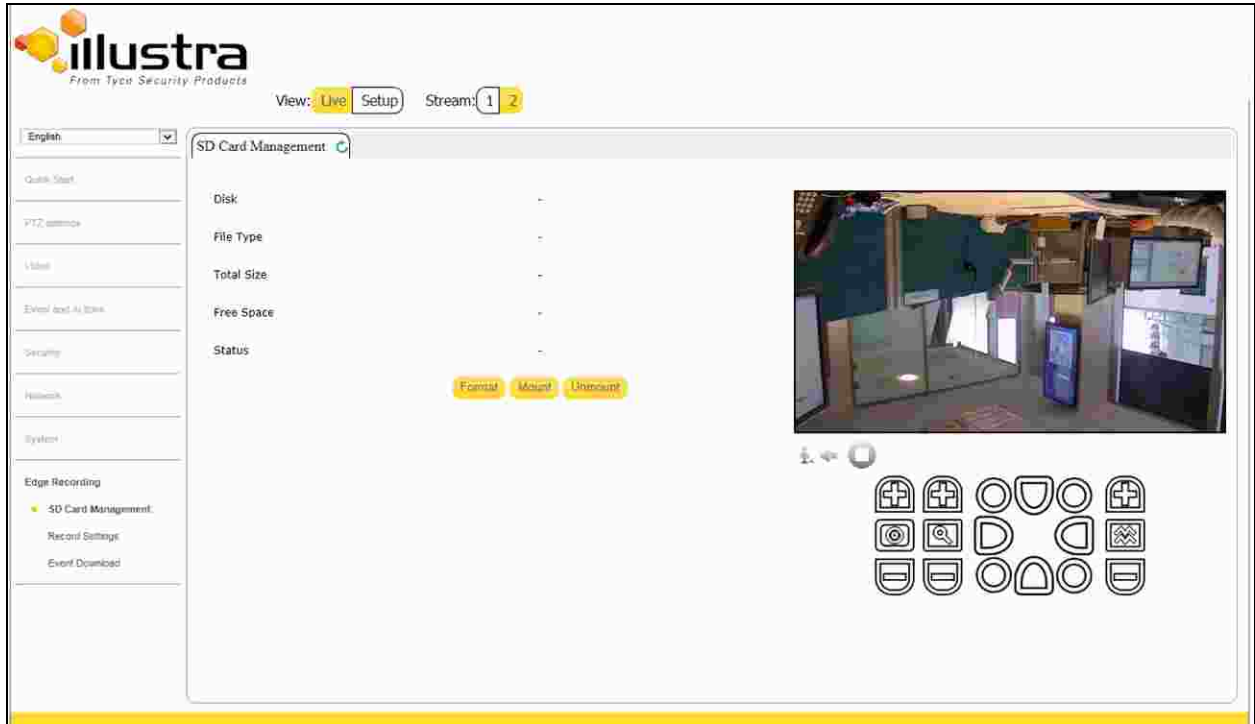 illustra
From Tyco Security Products
View: Live Setup Stream: 1 2
English
SD Card Management
Quick Start
PTZ settings
Video
Event and Actions
Security
Network
System
Edge Recording
SD Card Management
Record Settings
Event Download
Disk -
File Type -
Total Size -
Free Space -
Status -
Format Mount Unmount